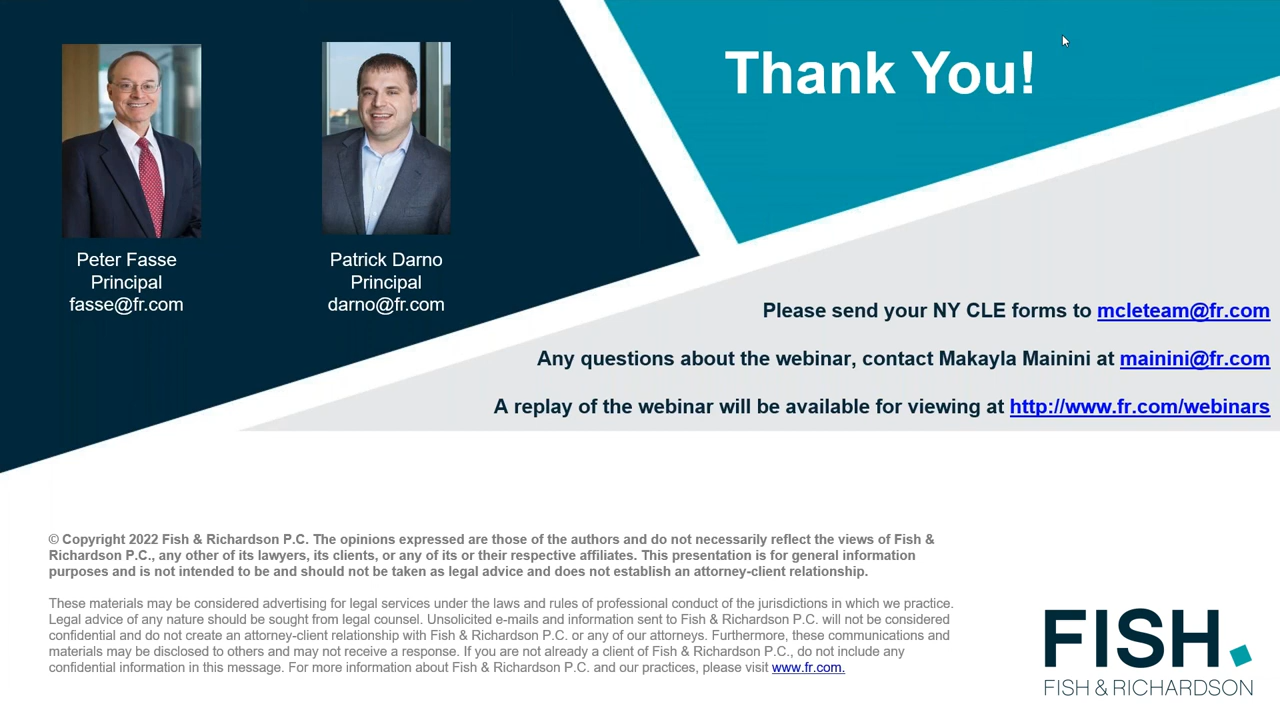 Thank You!
Peter Fasse
Principal
fasse@fr.com
Patrick Darno
Principal
darno@fr.com
Please send your NY CLE forms to mcleteam@fr.com
Any questions about the webinar, contact Makayla Mainini at mainini@fr.com
A replay of the webinar will be available for viewing at http://www.fr.com/webinars
© Copyright 2022 Fish & Richardson P.C. The opinions expressed are those of the authors and do not necessarily reflect the views of Fish &
Richardson P.C., any other of its lawyers, its clients, or any of its or their respective affiliates. This presentation is for general information
purposes and is not intended to be and should not be taken as legal advice and does not establish an attorney-client relationship.
These materials may be considered advertising for legal services under the laws and rules of professional conduct of the jurisdictions in which we practice.
Legal advice of any nature should be sought from legal counsel. Unsolicited e-mails and information sent to Fish & Richardson P.C. will not be considered
confidential and do not create an attorney-client relationship with Fish & Richardson P.C. or any of our attorneys. Furthermore, these communications and
materials may be disclosed to others and may not receive a response. If you are not already a client of Fish & Richardson P.C., do not include any
confidential information in this message. For more information about Fish & Richardson P.C. and our practices, please visit www.fr.com.
FISH.
FISH & RICHARDSON